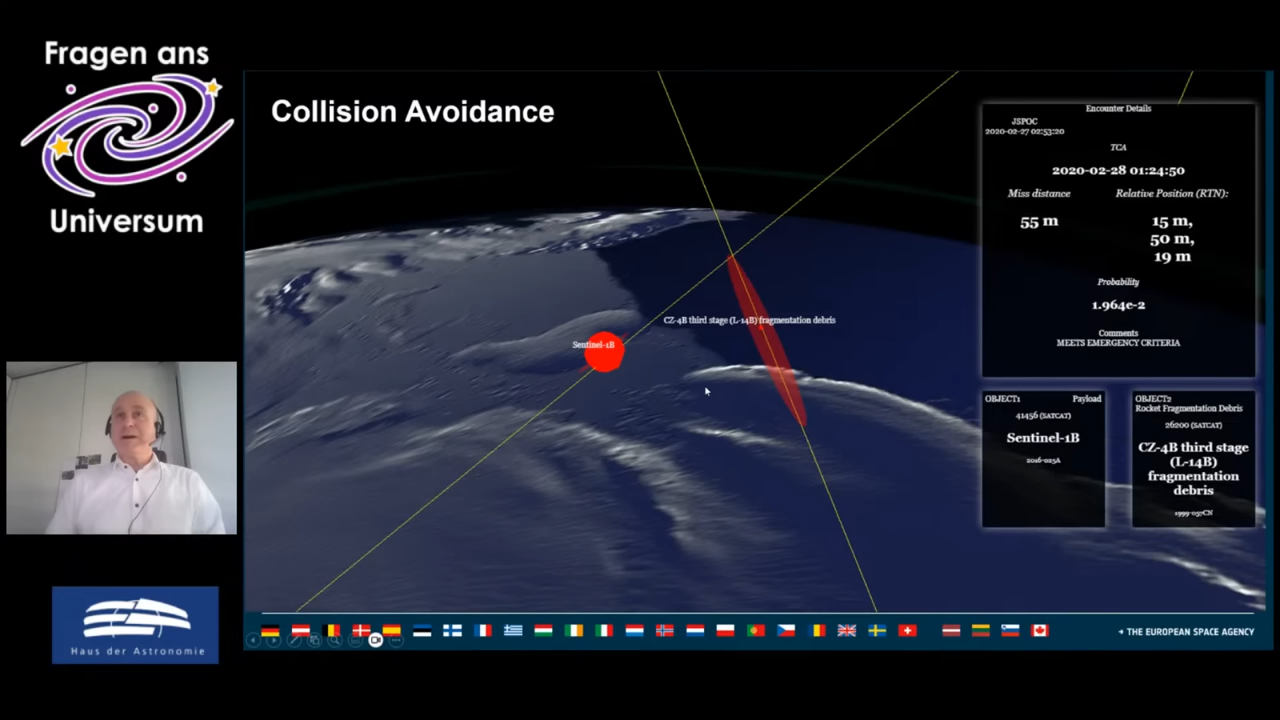 Fragen ans
Universum
Collision Avoidance
Encounter Details
JSPOC
2020-02-27 02:53:20
TCA
2020-02-28 01:24:50
Miss distance
Relative Position (RTN):
55 m
15 m,
50 m,
19 m
Probability
1.964e-2
Comments
MEETS EMERGENCY CRITERIA
CZ-4B third stage (L-14B) fragmentation debris
Sentinel-1B
OBJECT1
Payload
41456 (SATCAT)
Sentinel-1B
2016-025A
OBJECT2
Rocket Fragmentation Debris
26200 (SATCAT)
CZ-4B third stage
(L-14B)
fragmentation
debris
1999-057CN
Haus der Astronomie
→ THE EUROPEAN SPACE AGENCY